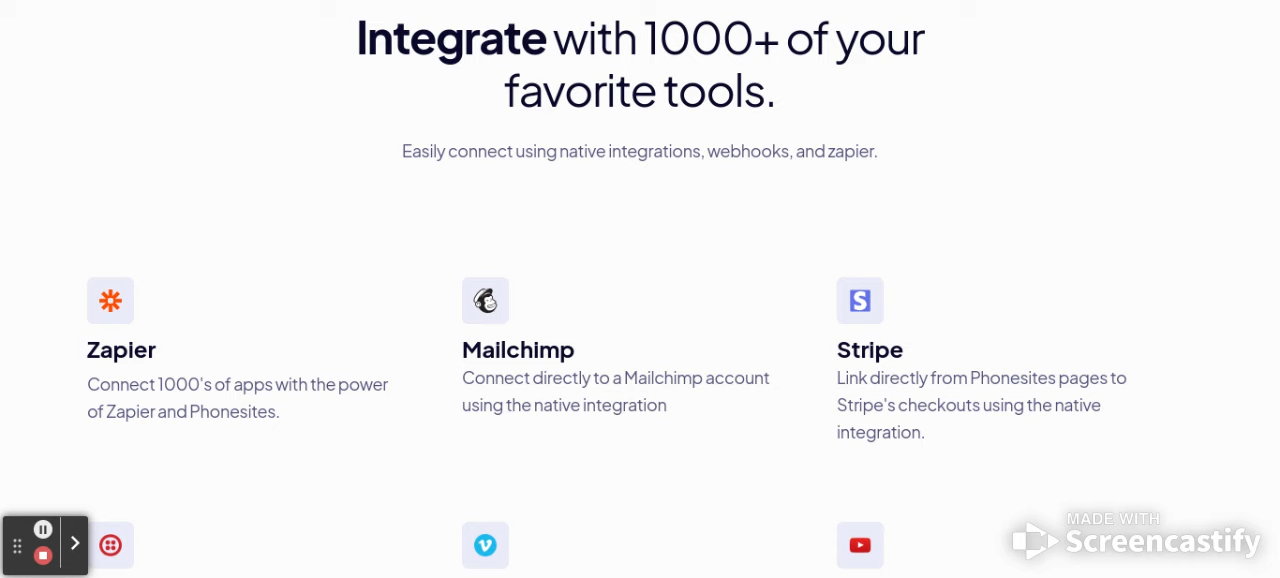 Integrate with 1000+ of your
favorite tools.
Easily connect using native integrations, webhooks, and zapier.
Zapier
Connect 1000's of apps with the power
of Zapier and Phonesites.
Mailchimp
Connect directly to a Mailchimp account
using the native integration
Stripe
Link directly from Phonesites pages to
Stripe's checkouts using the native
integration.
MADE WITH
Screencastify